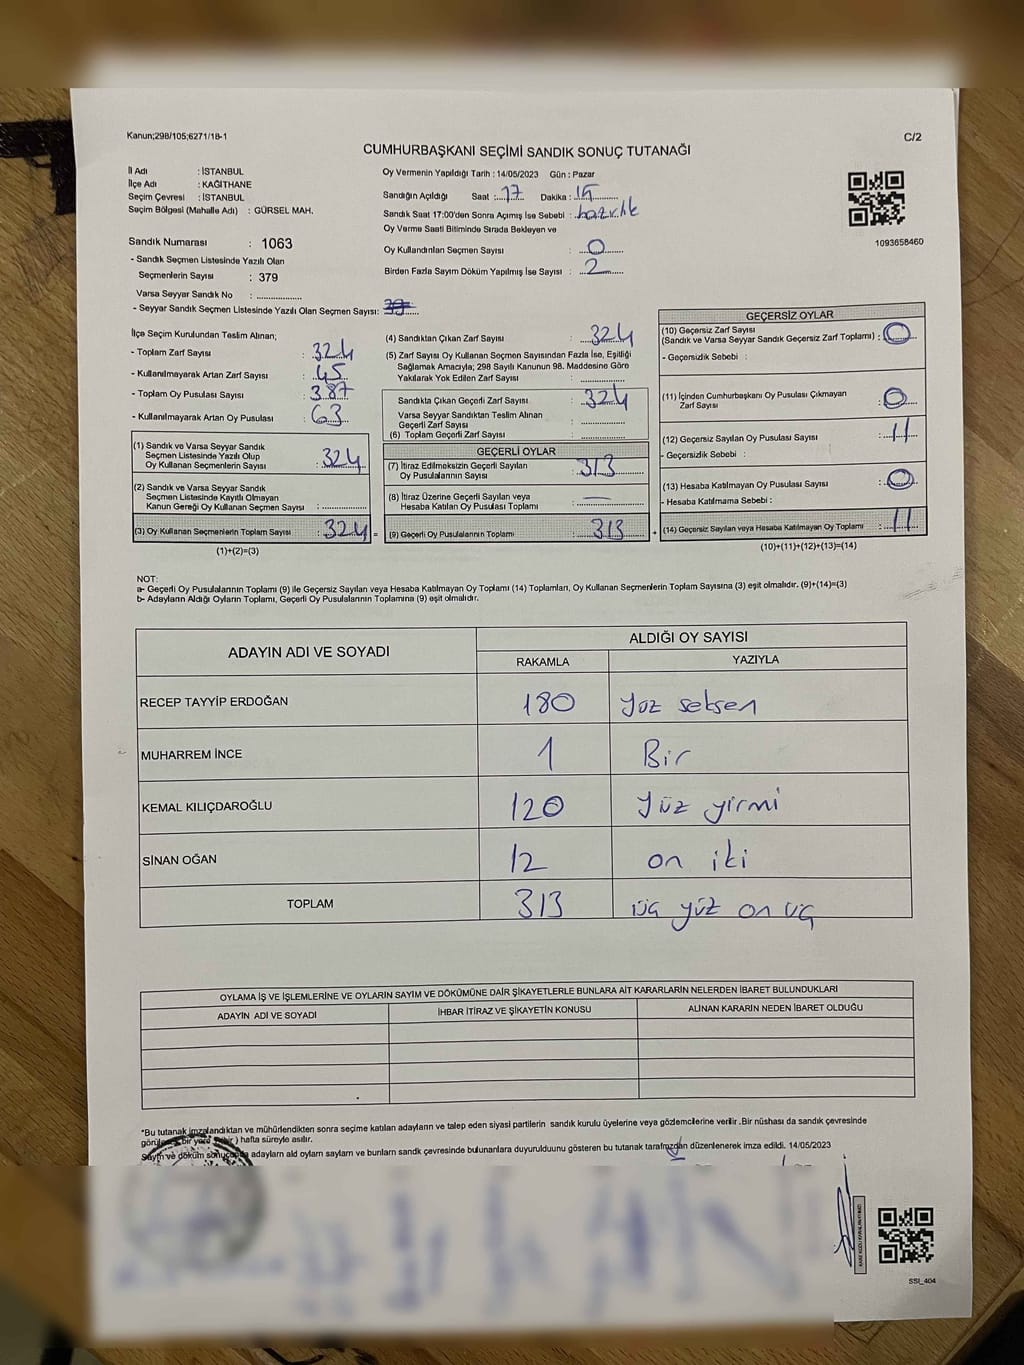 Kanun;298/105;6271/18-1
C/2
CUMHURBAŞKANI SEÇİMİ SANDIK SONUÇ TUTANAĞI
İl Adı : İSTANBUL
İlçe Adı : KAĞITHANE
Seçim Çevresi : İSTANBUL
Seçim Bölgesi (Mahalle Adı) : GÜRSEL MAH.
Sandık Numarası : 1063
- Sandık Seçmen Listesinde Yazılı Olan
Seçmenlerin Sayısı : 379
Varsa Seyyar Sandık No : ..................
- Seyyar Sandık Seçmen Listesinde Yazılı Olan Seçmen Sayısı:
Oy Vermenin Yapıldığı Tarih : 14/05/2023 Gün : Pazar
Sandığın Açıldığı Saat : 17 Dakika : 15
Sandık Saat 17:00'den Sonra Açımış İse Sebebi : hazırlık
Oy Verme Saati Bitiminde Sırada Bekleyen ve
Oy Kullandırılan Seçmen Sayısı : 0
Birden Fazla Sayım Döküm Yapılmış İse Sayısı : 2
1093658460
İlçe Seçim Kurulundan Teslim Alınan;
- Toplam Zarf Sayısı : 324
- Kullanılmayarak Artan Zarf Sayısı : 45
- Toplam Oy Pusulası Sayısı : 387
- Kullanılmayarak Artan Oy Pusulası : 63
(1) Sandık ve Varsa Seyyar Sandık
Seçmen Listesinde Yazılı Olup
Oy Kullanan Seçmenlerin Sayısı : 324
(2) Sandık ve Varsa Seyyar Sandık
Seçmen Listesinde Kayıtlı Olmayan
Kanun Gereği Oy Kullanan Seçmen Sayısı : ..............
(3) Oy Kullanan Seçmenlerin Toplam Sayısı : 324 =
(1)+(2)=(3)
(4) Sandıktan Çıkan Zarf Sayısı : 324
(5) Zarf Sayısı Oy Kullanan Seçmen Sayısından Fazla İse, Eşitliği
Sağlamak Amacıyla; 298 Sayılı Kanunun 98. Maddesine Göre
Yakılarak Yok Edilen Zarf Sayısı : ..............
Sandıkta Çıkan Geçerli Zarf Sayısı : 324
Varsa Seyyar Sandıktan Teslim Alınan
Geçerli Zarf Sayısı : ..............
(6) Toplam Geçerli Zarf Sayısı : ..............
GEÇERLİ OYLAR
(7) İtiraz Edilmeksizin Geçerli Sayılan
Oy Pusulalarının Sayısı : 313
(8) İtiraz Üzerine Geçerli Sayılan veya
Hesaba Katılan Oy Pusulası Toplamı : —
(9) Geçerli Oy Pusulalarının Toplamı : 313 +
GEÇERSİZ OYLAR
(10) Geçersiz Zarf Sayısı
(Sandık ve Varsa Seyyar Sandık Geçersiz Zarf Toplamı) : 0
- Geçersizlik Sebebi :
(11) İçinden Cumhurbaşkanı Oy Pusulası Çıkmayan
Zarf Sayısı : 0
(12) Geçersiz Sayılan Oy Pusulası Sayısı : 11
- Geçersizlik Sebebi :
(13) Hesaba Katılmayan Oy Pusulası Sayısı : 0
- Hesaba Katılmama Sebebi :
(14) Geçersiz Sayılan veya Hesaba Katılmayan Oy Toplamı : 11
(10)+(11)+(12)+(13)=(14)
NOT:
a- Geçerli Oy Pusulalarının Toplamı (9) ile Geçersiz Sayılan veya Hesaba Katılmayan Oy Toplamı (14) Toplamları, Oy Kullanan Seçmenlerin Toplam Sayısına (3) eşit olmalıdır. (9)+(14)=(3)
b- Adayların Aldığı Oyların Toplamı, Geçerli Oy Pusulalarının Toplamına (9) eşit olmalıdır.
ADAYIN ADI VE SOYADI
ALDIĞI OY SAYISI
RAKAMLA YAZIYLA
RECEP TAYYİP ERDOĞAN 180 yüz seksen
MUHARREM İNCE 1 Bir
KEMAL KILIÇDAROĞLU 120 yüz yirmi
SİNAN OĞAN 12 on iki
TOPLAM 313 üç yüz on üç
OYLAMA İŞ VE İŞLEMLERİNE VE OYLARIN SAYIM VE DÖKÜMÜNE DAİR ŞİKAYETLERLE BUNLARA AİT KARARLARIN NELERDEN İBARET BULUNDUKLARI
ADAYIN ADI VE SOYADI İHBAR İTİRAZ VE ŞİKAYETİN KONUSU ALINAN KARARIN NEDEN İBARET OLDUĞU
*Bu tutanak imzalandıktan ve mühürlendikten sonra seçime katılan adayların ve talep eden siyasi partilerin sandık kurulu üyelerine veya gözlemcilerine verilir.Bir nüshası da sandık çevresinde
bir yere hafta süreyle asılır.
Sayım ve döküm sonuçunda adayların ald oyların sayların ve bunların sandık çevresinde bulunanlara duyurulduunu gösteren bu tutanak tarafımızdan düzenlenerek imza edildi. 14/05/2023
SSI_404